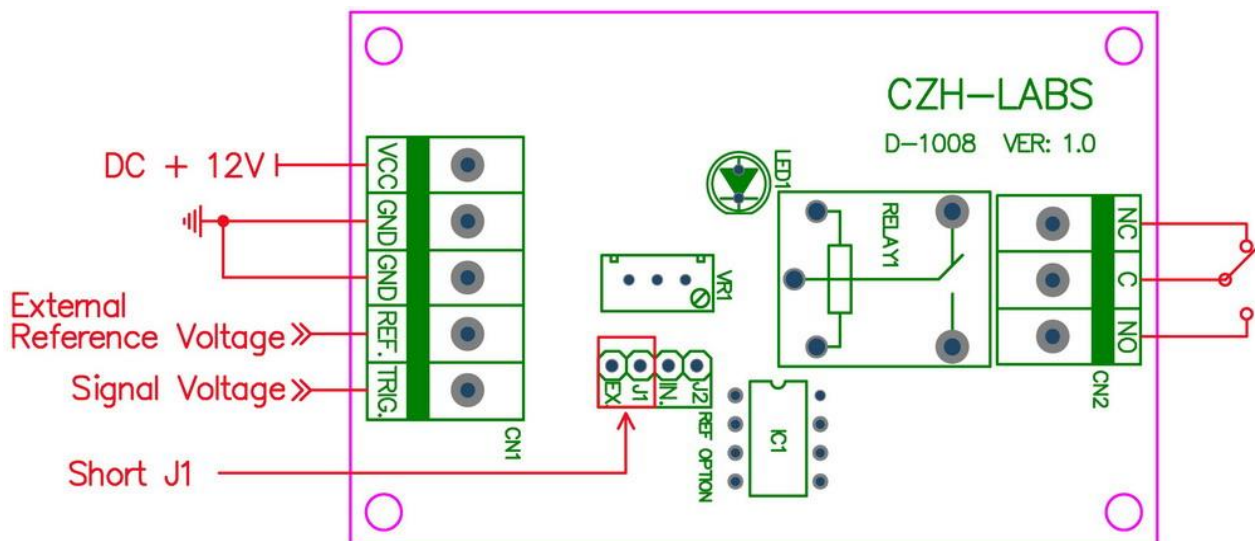 CZH-LABS
D-1008 VER: 1.0
DC + 12V
VCC
GND
GND
REF.
TRIG.
CN1
External
Reference Voltage
Signal Voltage
Short J1
LED1
RELAY1
VR1
EX.
J1
IN.
J2
REF OPTION
IC1
NC
C
NO
CN2